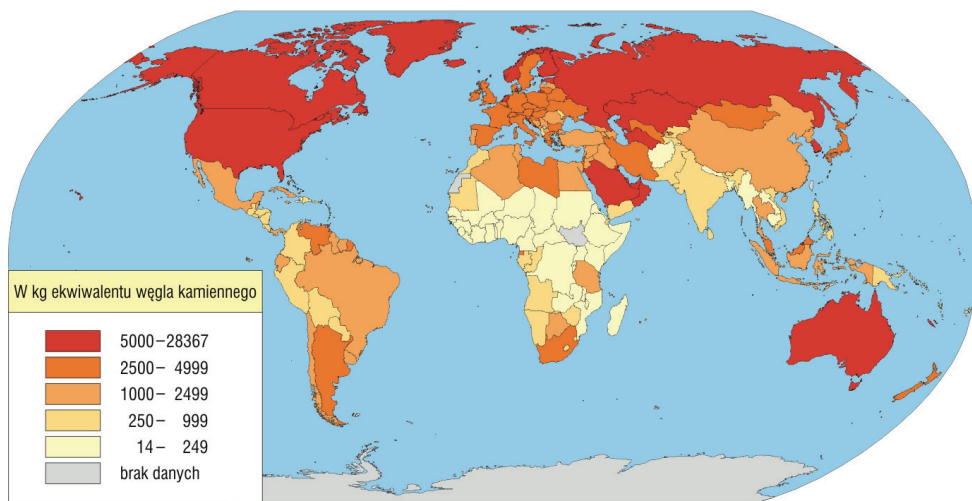 W kg ekwiwalentu węgla kamiennego
5000–28367
2500– 4999
1000– 2499
250– 999
14– 249
brak danych